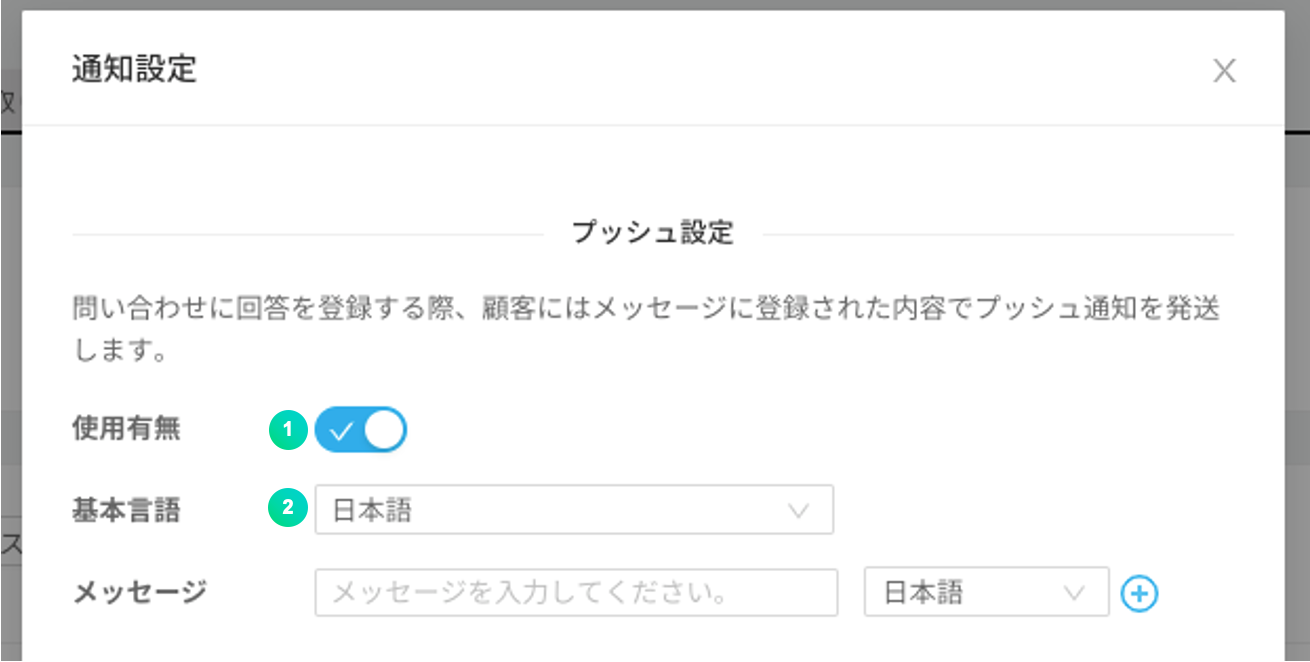 通知設定
取
プッシュ設定
問い合わせに回答を登録する際、顧客にはメッセージに登録された内容でプッシュ通知を発送
します。
使用有無 1
基本言語 2 日本語
ス
メッセージ メッセージを入力してください。 日本語